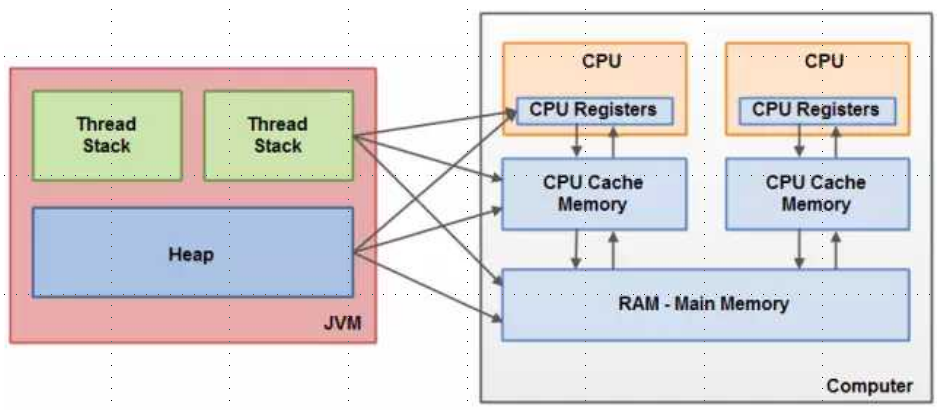 CPU
CPU
CPU Registers
CPU Registers
Thread
Stack
Thread
Stack
CPU Cache
Memory
CPU Cache
Memory
Heap
RAM - Main Memory
JVM
Computer